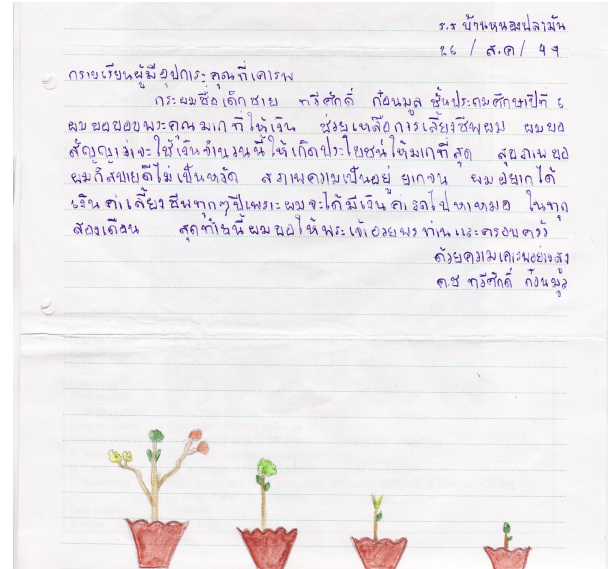 ร.ร บ้านหนองปลามัน
26 / ส.ค / 49
กราบเรียนผู้มีอุปการะคุณที่เคารพ
กระผมชื่อเด็กชาย ทวีศักดิ์ ก้อนมูล ชั้นประถมศึกษาปีที่ 6
ผมขอขอบพระคุณมากที่ให้เงิน ช่วยเหลือการเลี้ยงชีพผม ผมขอ
สัญญาว่าจะใช้เงินจำนวนนี้ให้เกิดประโยชน์ให้มากที่สุด สุขภาพขอ
ผมก็สบายดีไม่เป็นหวัด สภาพความเป็นอยู่ ยากจน ผมอยากได้
เงินค่าเลี้ยงชีพทุกๆปีเพราะผมจะได้มีเงินค่ารถไปหาหมอ ในทุก
สองเดือน สุดท้ายนี้ผมขอให้พระเจ้าอวยพรท่านและครอบครัว
ด้วยความเคารพอย่างสูง
ด.ช ทวีศักดิ์ ก้อนมูล